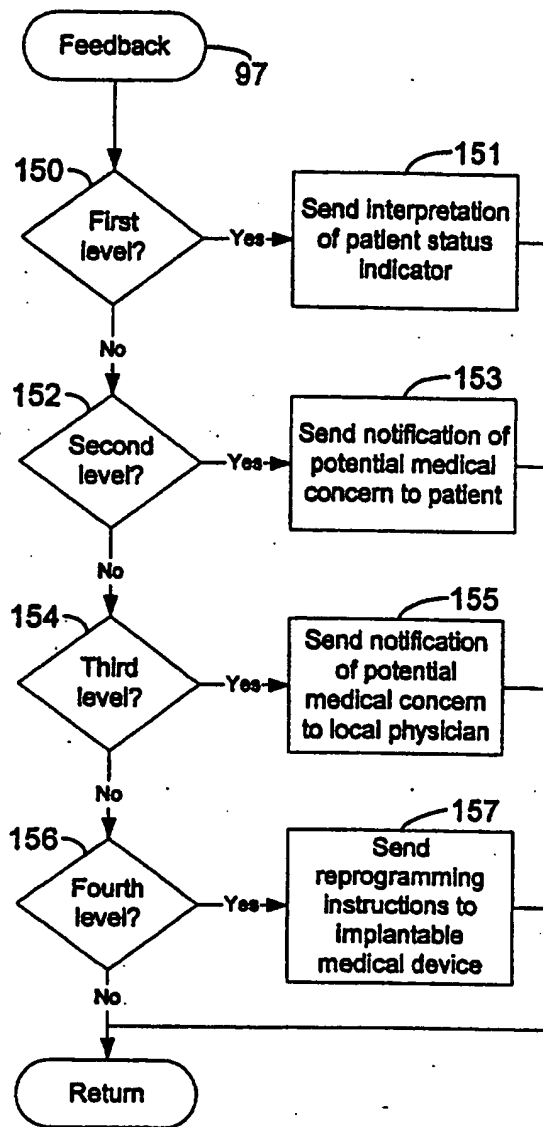 Feedback
97
150
First
level?
Yes
151
Send interpretation
of patient status
indicator
No
152
Second
level?
Yes
153
Send notification of
potential medical
concern to patient
No
154
Third
level?
Yes
155
Send notification
of potential
medical concern
to local physician
No
156
Fourth
level?
Yes
157
Send
reprogramming
instructions to
implantable
medical device
No
Return